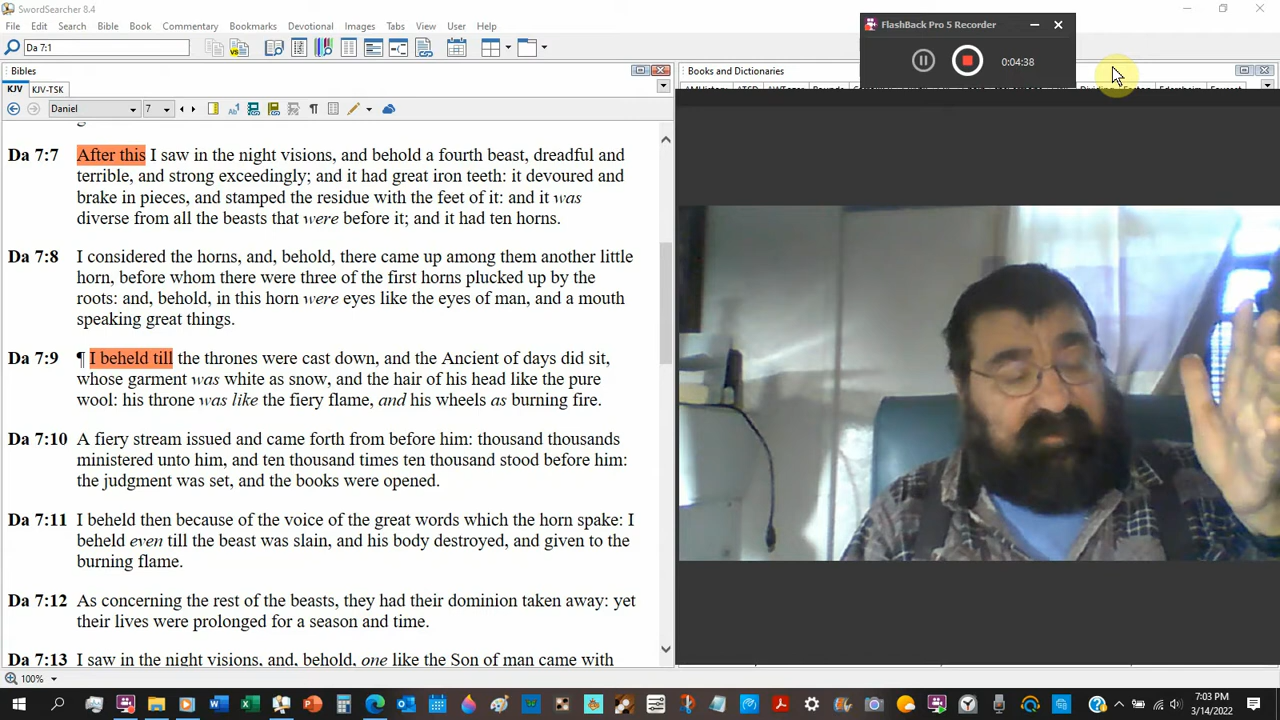 SwordSearcher 8.4
File Edit Search Bible Book Commentary Bookmarks Devotional Images Tabs View User Help
FlashBack Pro 5 Recorder
Da 7:1
00:04:38
Bibles
Books and Dictionaries
KJV KJV-TSK
Daniel 7
Da 7:7 After this I saw in the night visions, and behold a fourth beast, dreadful and
terrible, and strong exceedingly; and it had great iron teeth: it devoured and
brake in pieces, and stamped the residue with the feet of it: and it was
diverse from all the beasts that were before it; and it had ten horns.
Da 7:8 I considered the horns, and, behold, there came up among them another little
horn, before whom there were three of the first horns plucked up by the
roots: and, behold, in this horn were eyes like the eyes of man, and a mouth
speaking great things.
Da 7:9 ¶ I beheld till the thrones were cast down, and the Ancient of days did sit,
whose garment was white as snow, and the hair of his head like the pure
wool: his throne was like the fiery flame, and his wheels as burning fire.
Da 7:10 A fiery stream issued and came forth from before him: thousand thousands
ministered unto him, and ten thousand times ten thousand stood before him:
the judgment was set, and the books were opened.
Da 7:11 I beheld then because of the voice of the great words which the horn spake: I
beheld even till the beast was slain, and his body destroyed, and given to the
burning flame.
Da 7:12 As concerning the rest of the beasts, they had their dominion taken away: yet
their lives were prolonged for a season and time.
Da 7:13 I saw in the night visions, and, behold, one like the Son of man came with
100%
7:03 PM
3/14/2022